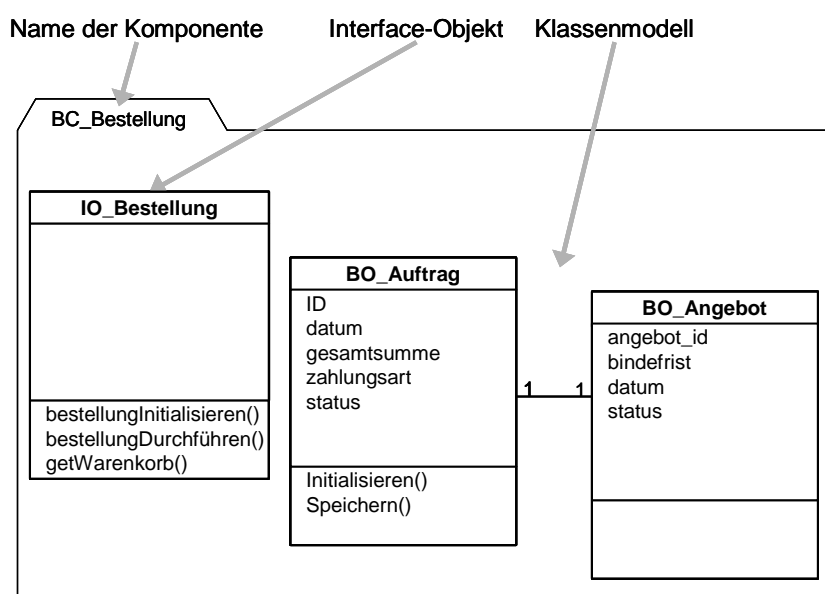 Name der Komponente
Interface-Objekt
Klassenmodell
BC_Bestellung
IO_Bestellung
bestellungInitialisieren()
bestellungDurchführen()
getWarenkorb()
BO_Auftrag
ID
datum
gesamtsumme
zahlungsart
status
Initialisieren()
Speichern()
1
1
BO_Angebot
angebot_id
bindefrist
datum
status